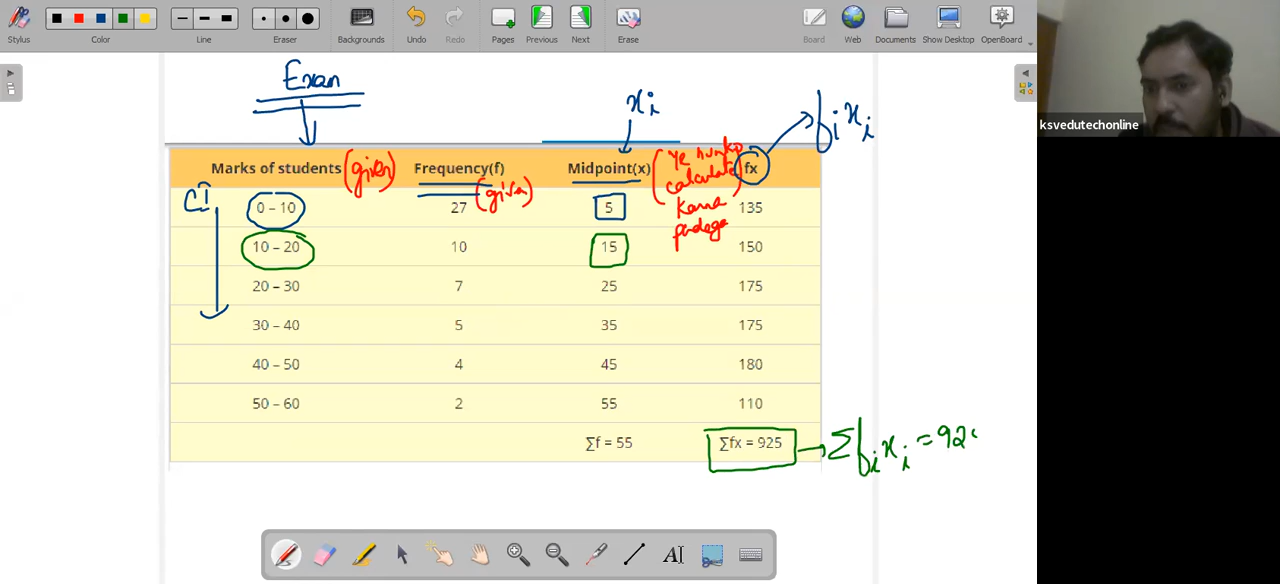 Stylus Color Line Eraser Backgrounds Undo Redo Pages Previous Next Erase Board Web Documents Show Desktop OpenBoard
Exam
xi
fixi
ksvedutechonline
Marks of students (given) Frequency(f) (given) Midpoint(x) (Ye humko calculate karna padega) fx
CI
0 – 10 27 5 135
10 – 20 10 15 150
20 – 30 7 25 175
30 – 40 5 35 175
40 – 50 4 45 180
50 – 60 2 55 110
∑f = 55 ∑fx = 925 → ∑fixi = 92